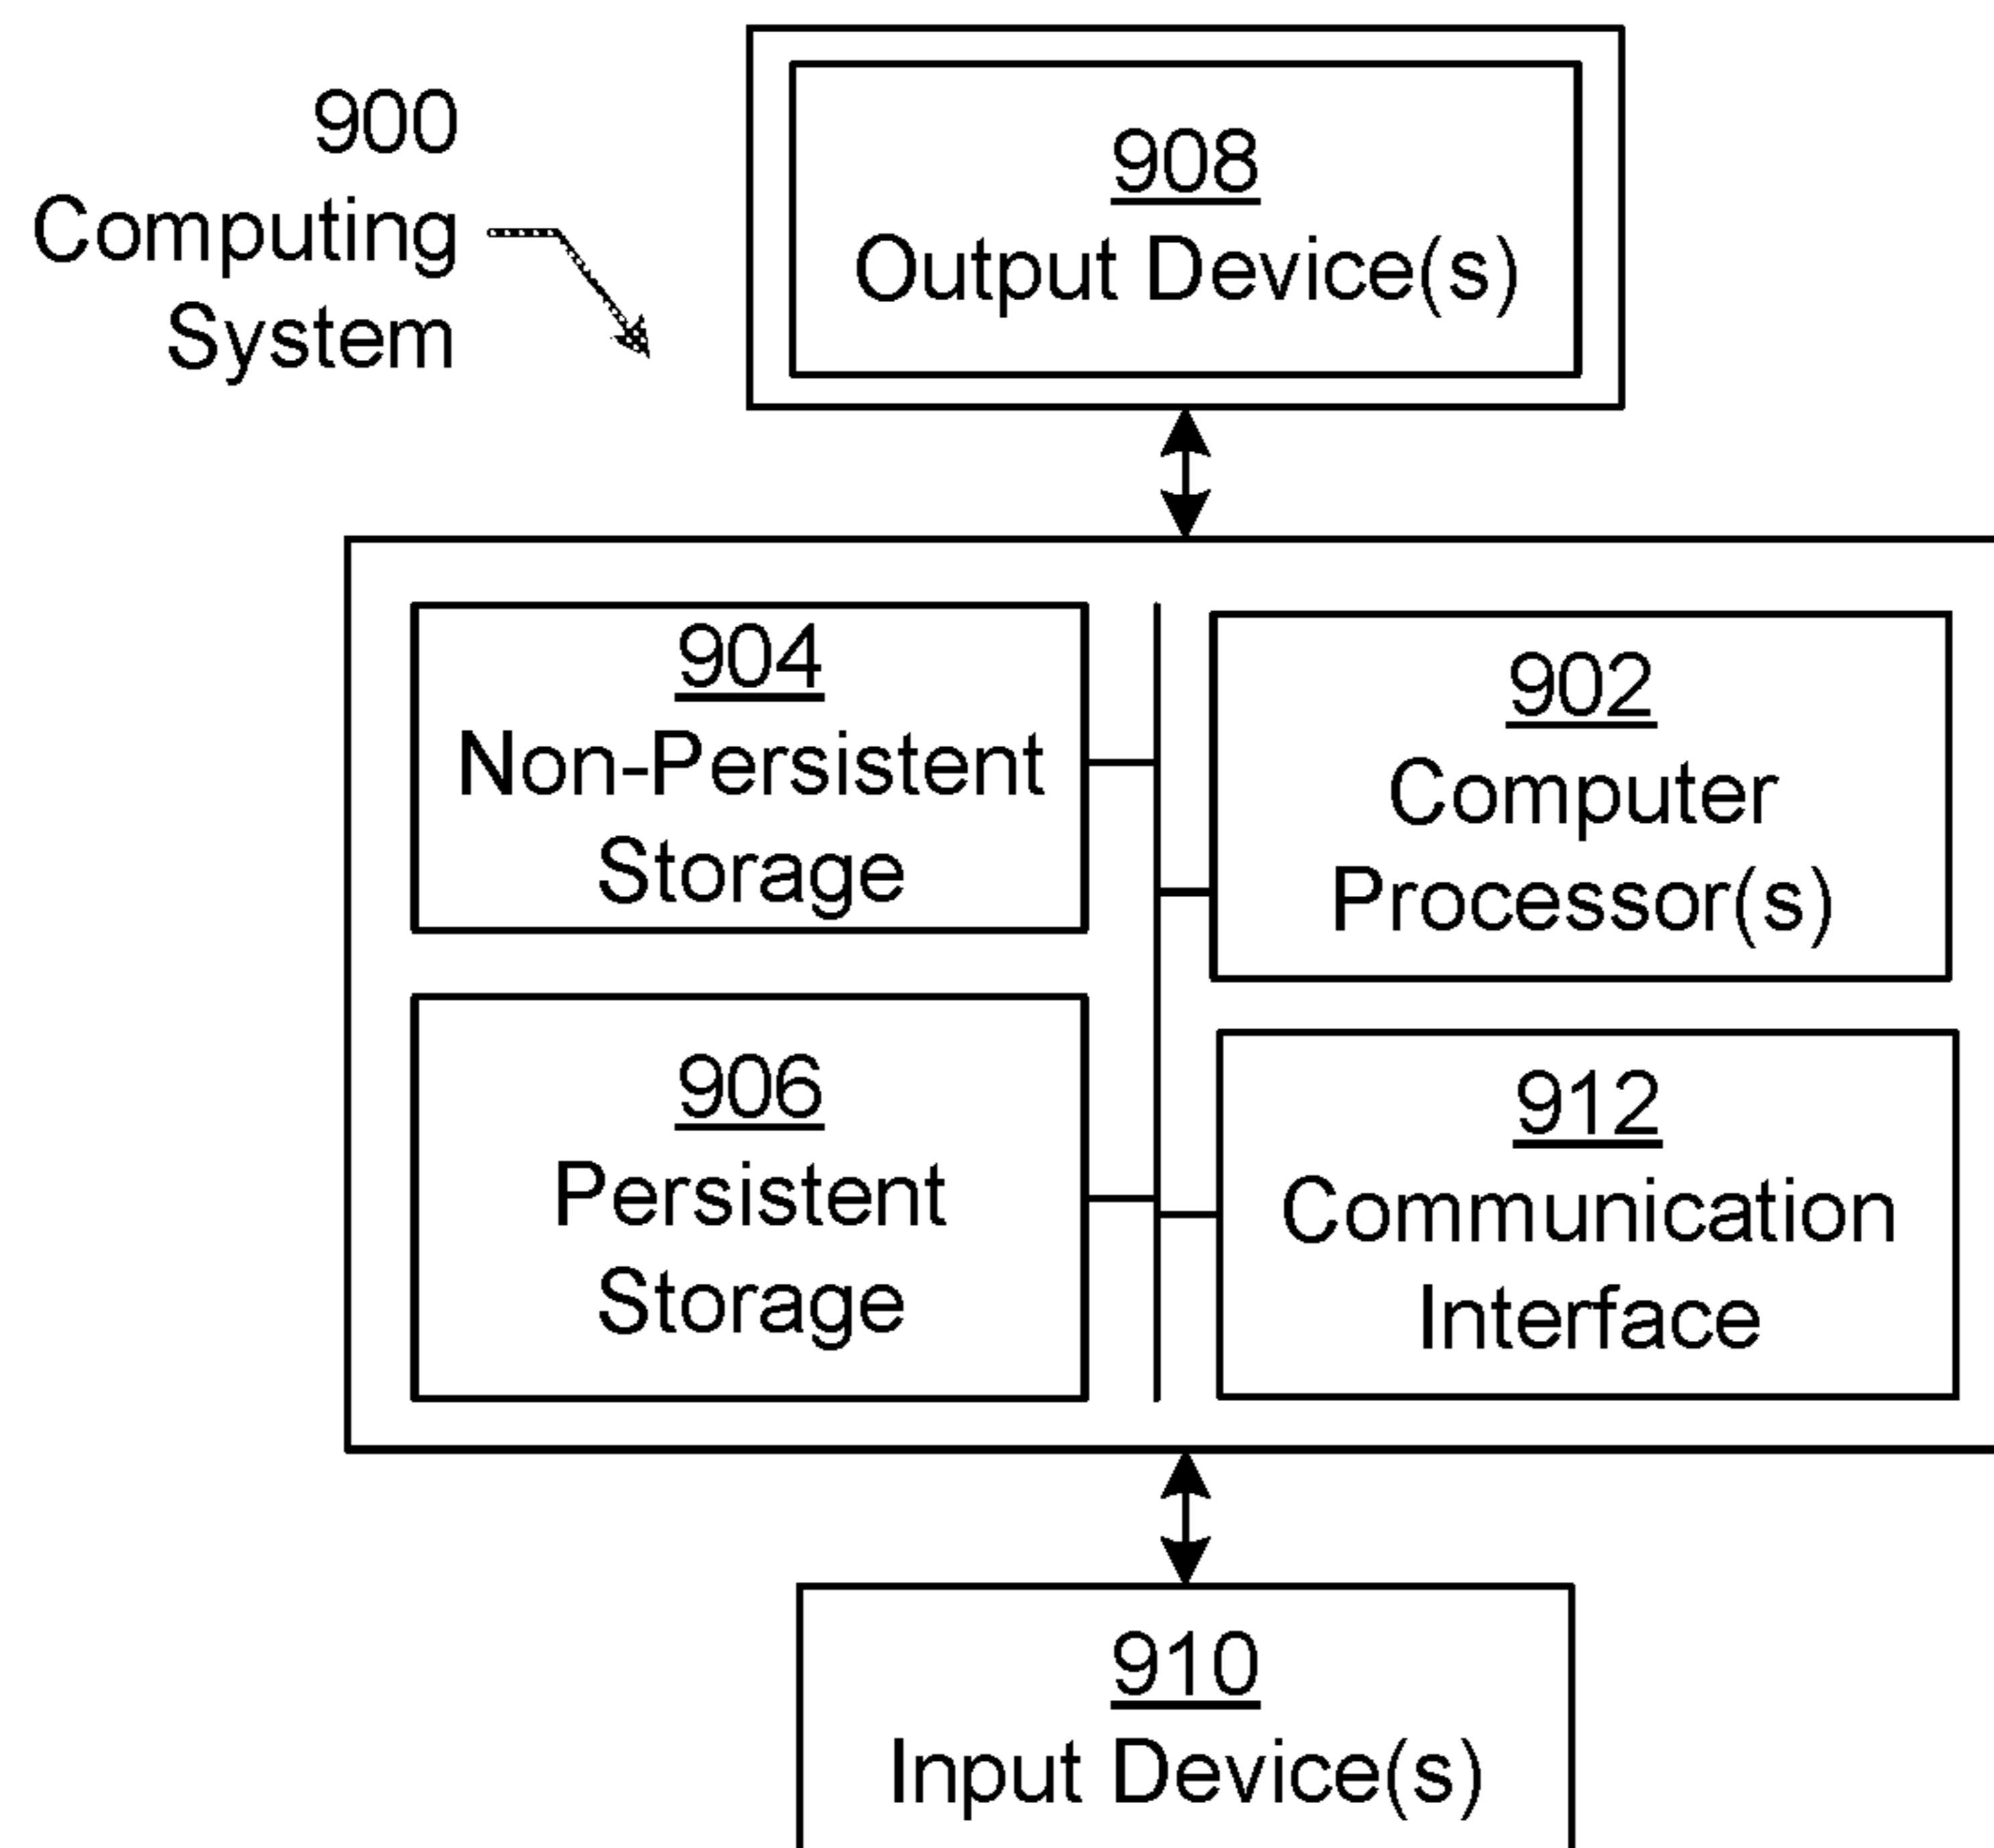 900
Computing
System
908
Output Device(s)
904
Non-Persistent
Storage
902
Computer
Processor(s)
906
Persistent
Storage
912
Communication
Interface
910
Input Device(s)